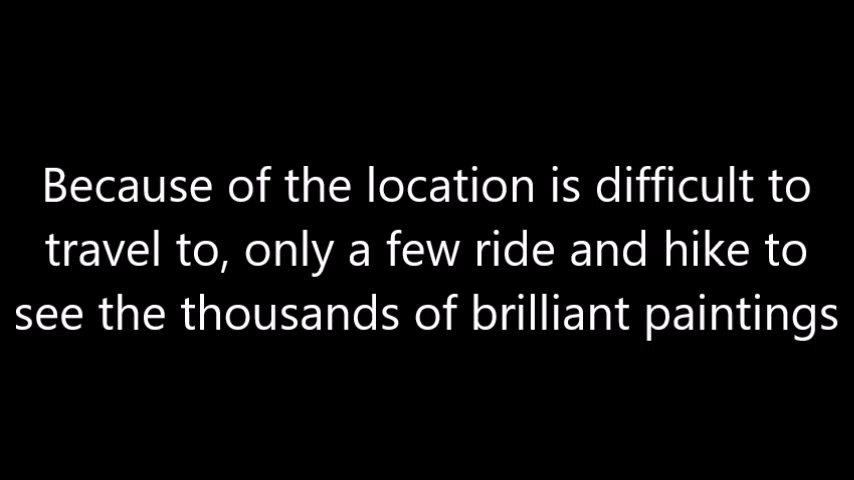 Because of the location is difficult to
travel to, only a few ride and hike to
see the thousands of brilliant paintings